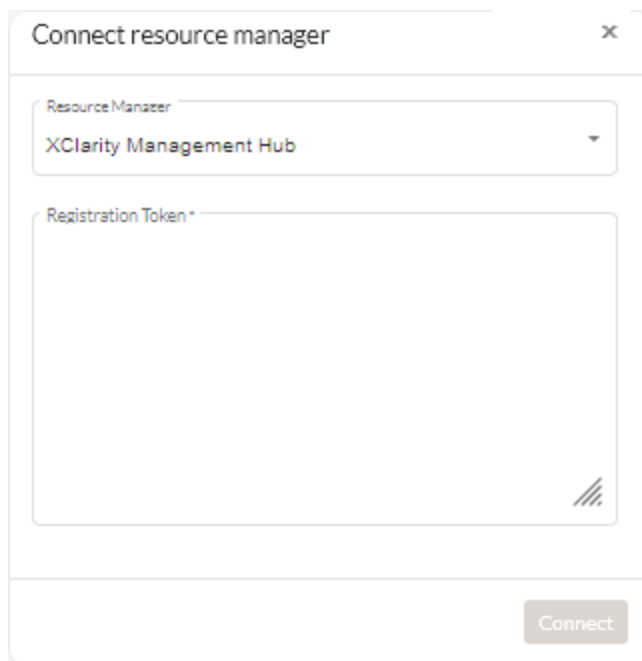 Connect resource manager ×
Resource Manager
XClarity Management Hub
Registration Token *
Connect